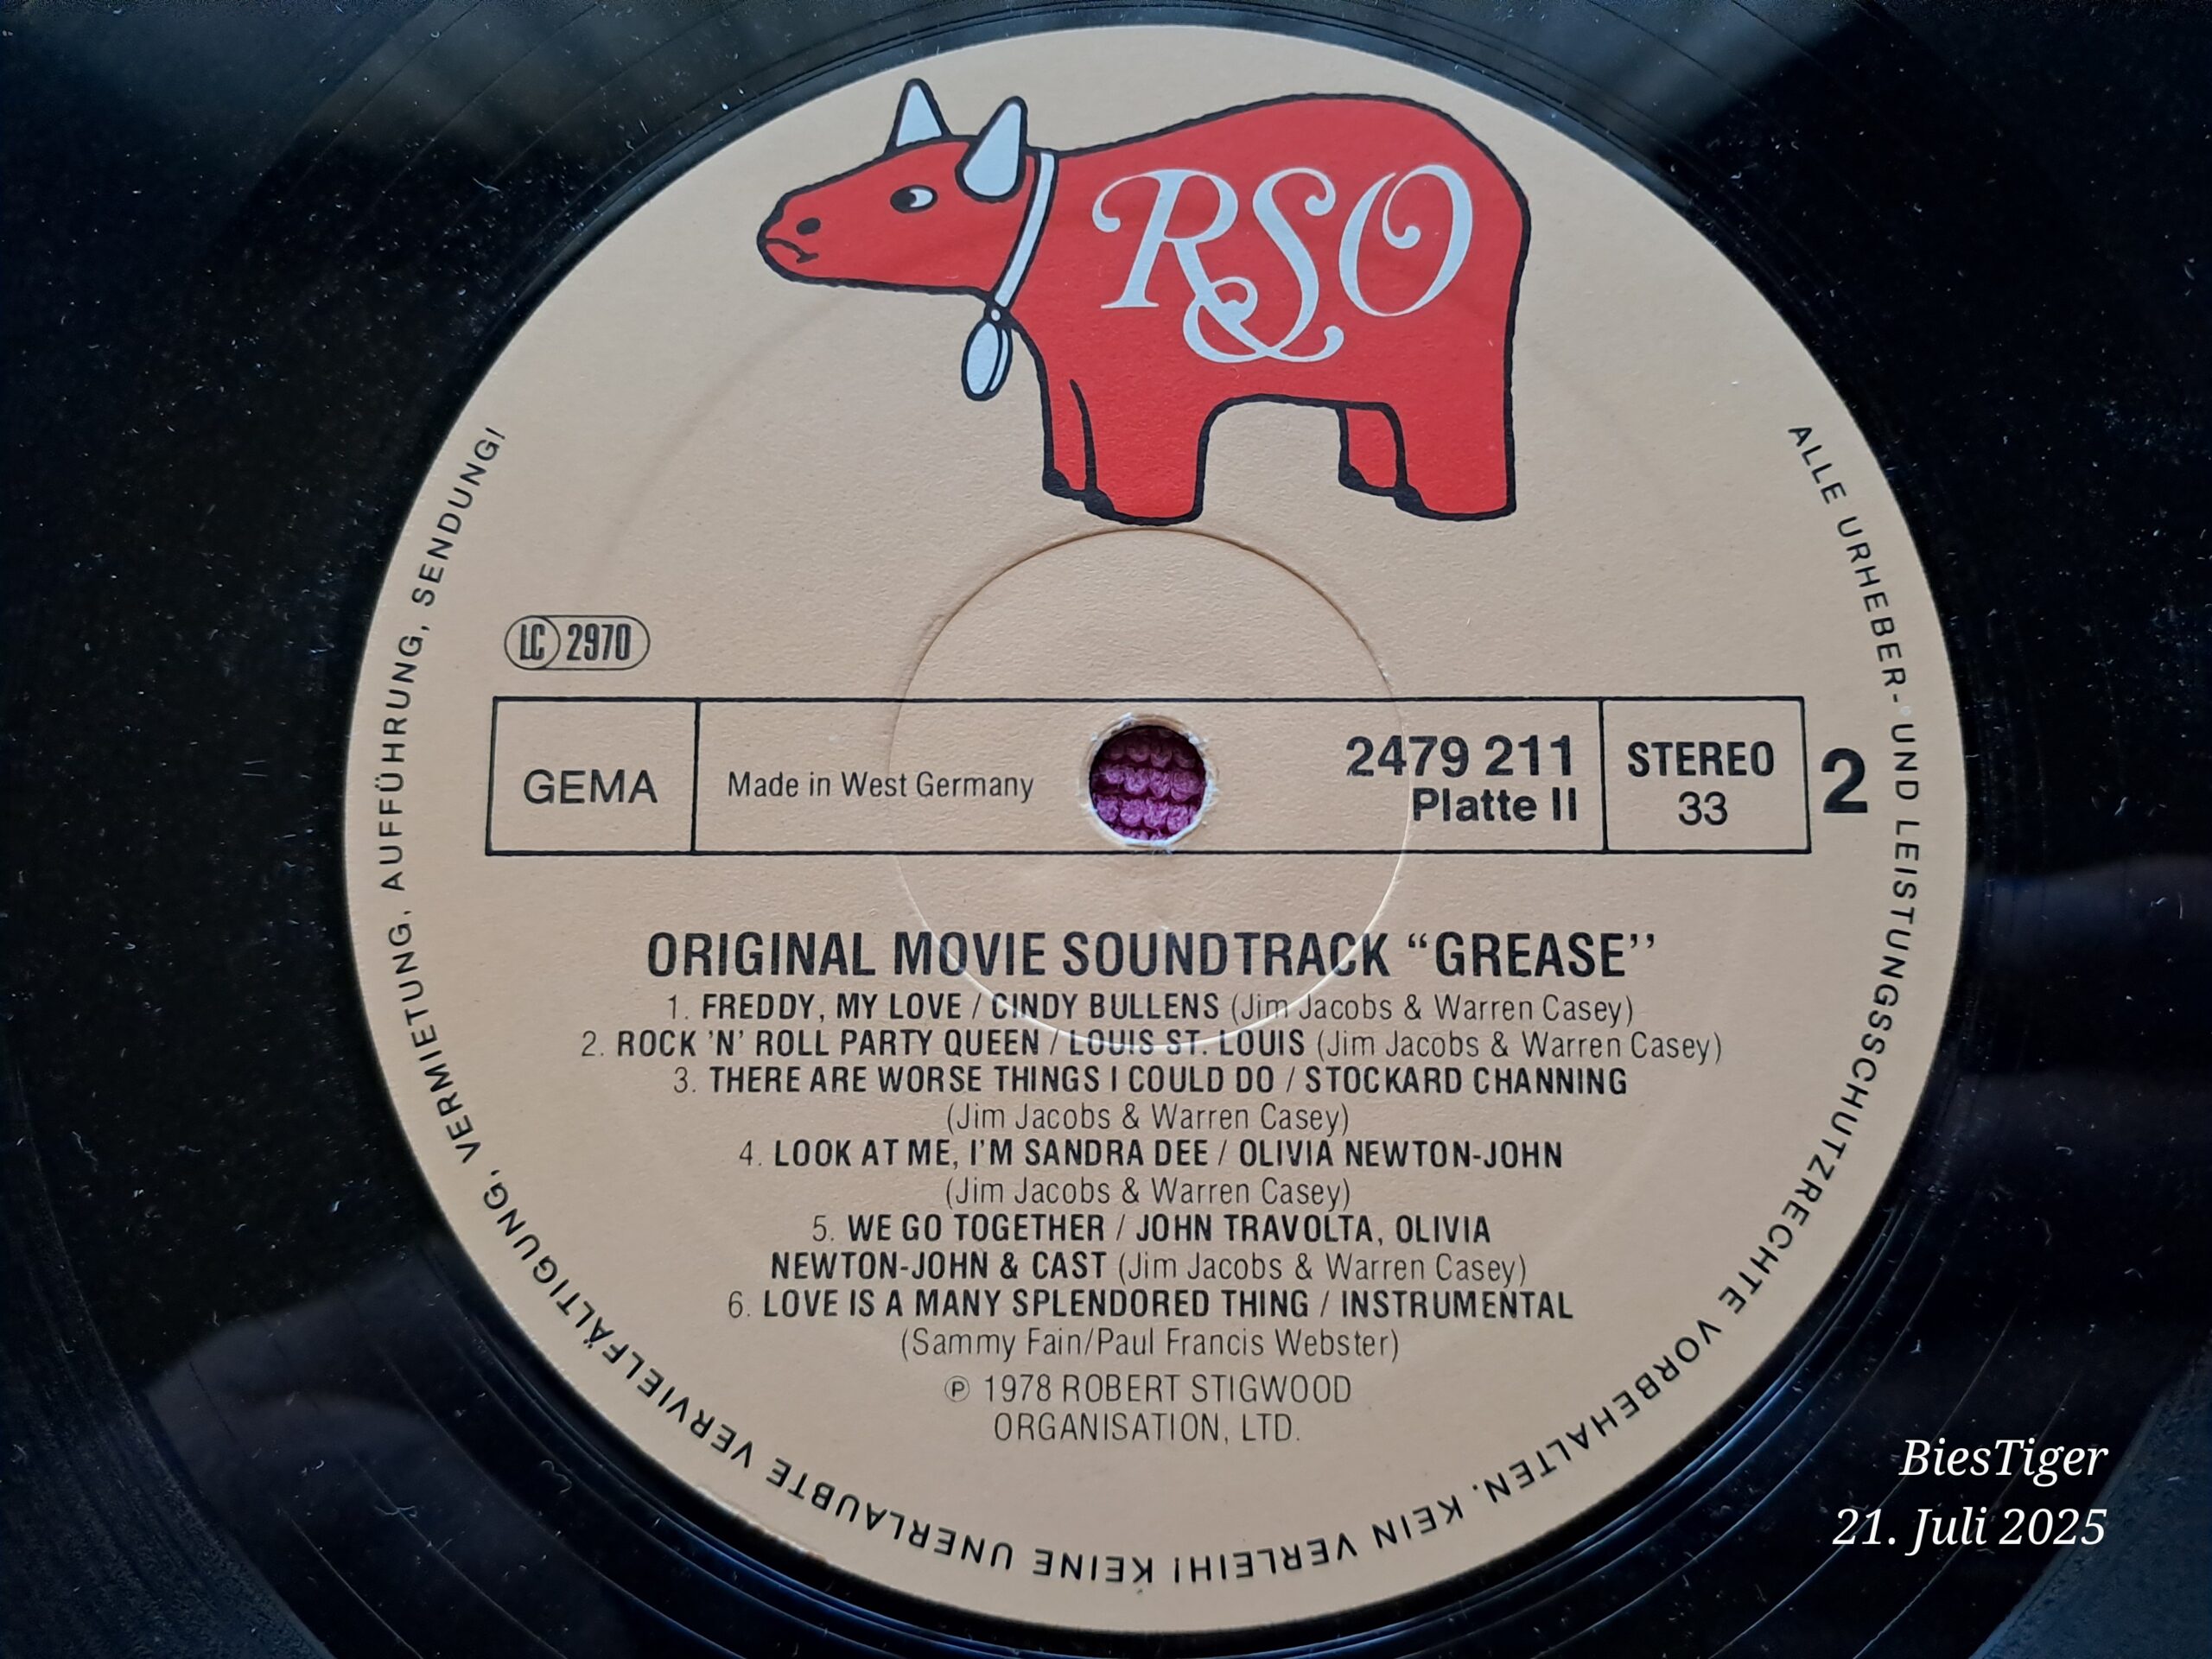 RSO
LC 2970
GEMA
Made in West Germany
2479 211
Platte II
STEREO
33
2
ORIGINAL MOVIE SOUNDTRACK “GREASE’’
1. FREDDY, MY LOVE / CINDY BULLENS (Jim Jacobs & Warren Casey)
2. ROCK 'N' ROLL PARTY QUEEN / LOUIS ST. LOUIS (Jim Jacobs & Warren Casey)
3. THERE ARE WORSE THINGS I COULD DO / STOCKARD CHANNING
(Jim Jacobs & Warren Casey)
4. LOOK AT ME, I'M SANDRA DEE / OLIVIA NEWTON-JOHN
(Jim Jacobs & Warren Casey)
5. WE GO TOGETHER / JOHN TRAVOLTA, OLIVIA
NEWTON-JOHN & CAST (Jim Jacobs & Warren Casey)
6. LOVE IS A MANY SPLENDORED THING / INSTRUMENTAL
(Sammy Fain/Paul Francis Webster)
℗ 1978 ROBERT STIGWOOD
ORGANISATION, LTD.
ALLE URHEBER- UND LEISTUNGSSCHUTZRECHTE VORBEHALTEN. KEIN VERLEIH! KEINE UNERLAUBTE VERVIELFÄLTIGUNG, VERMIETUNG, AUFFÜHRUNG, SENDUNG!
BiesTiger
21. Juli 2025